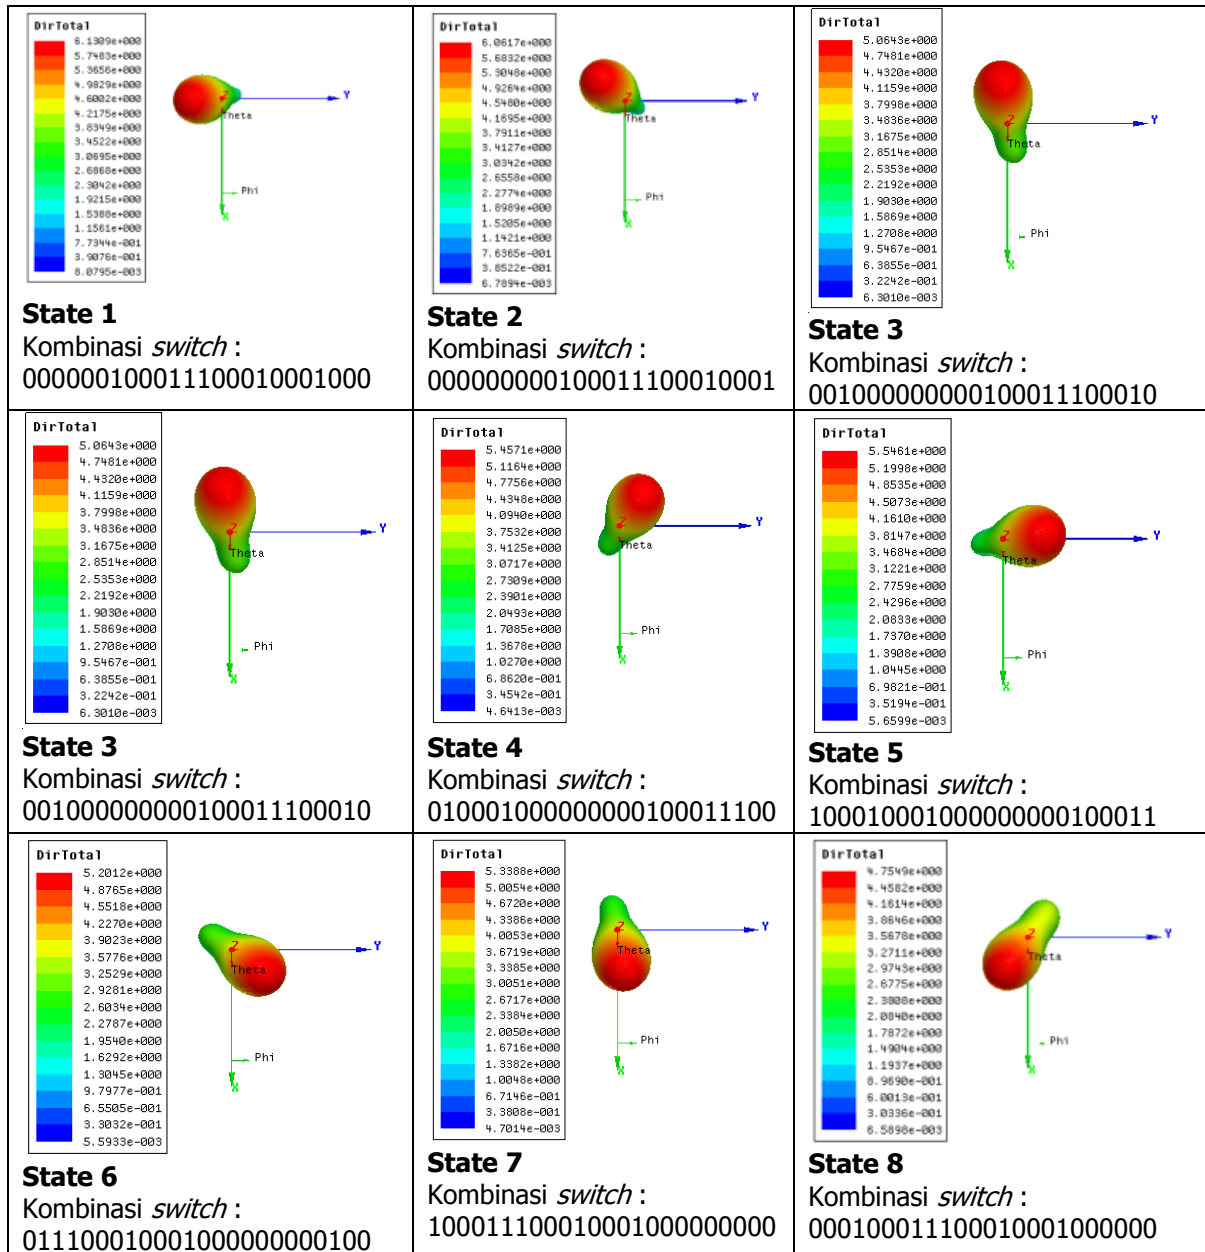 DirTotal
6.1309e+000
5.7483e+000
5.3656e+000
4.9829e+000
4.6002e+000
4.2175e+000
3.8349e+000
3.4522e+000
3.0695e+000
2.6868e+000
2.3042e+000
1.9215e+000
1.5388e+000
1.1561e+000
7.7344e-001
3.9076e-001
8.0795e-003
Z
Y
Theta
Phi
X
State 1
Kombinasi switch :
000000100011100010001000
DirTotal
6.0617e+000
5.6832e+000
5.3048e+000
4.9264e+000
4.5480e+000
4.1695e+000
3.7911e+000
3.4127e+000
3.0342e+000
2.6558e+000
2.2774e+000
1.8989e+000
1.5205e+000
1.1421e+000
7.6365e-001
3.8522e-001
6.7894e-003
Z
Y
Theta
Phi
X
State 2
Kombinasi switch :
000000000010001110001000​1
DirTotal
5.0643e+000
4.7481e+000
4.4320e+000
4.1159e+000
3.7998e+000
3.4836e+000
3.1675e+000
2.8514e+000
2.5353e+000
2.2192e+000
1.9030e+000
1.5869e+000
1.2708e+000
9.5467e-001
6.3855e-001
3.2242e-001
6.3010e-003
Z
Y
Theta
Phi
X
State 3
Kombinasi switch :
001000000000100011100010
DirTotal
5.0643e+000
4.7481e+000
4.4320e+000
4.1159e+000
3.7998e+000
3.4836e+000
3.1675e+000
2.8514e+000
2.5353e+000
2.2192e+000
1.9030e+000
1.5869e+000
1.2708e+000
9.5467e-001
6.3855e-001
3.2242e-001
6.3010e-003
Z
Y
Theta
Phi
X
State 3
Kombinasi switch :
001000000000100011100010
DirTotal
5.4571e+000
5.1164e+000
4.7756e+000
4.4348e+000
4.0940e+000
3.7532e+000
3.4125e+000
3.0717e+000
2.7309e+000
2.3901e+000
2.0493e+000
1.7085e+000
1.3678e+000
1.0270e+000
6.8620e-001
3.4542e-001
4.6413e-003
Z
Y
Theta
Phi
X
State 4
Kombinasi switch :
010001000000000100011100
DirTotal
5.5461e+000
5.1998e+000
4.8535e+000
4.5073e+000
4.1610e+000
3.8147e+000
3.4684e+000
3.1221e+000
2.7759e+000
2.4296e+000
2.0833e+000
1.7370e+000
1.3908e+000
1.0445e+000
6.9821e-001
3.5194e-001
5.6599e-003
Z
Y
Theta
Phi
X
State 5
Kombinasi switch :
100010001000000000100011
DirTotal
5.2012e+000
4.8765e+000
4.5518e+000
4.2270e+000
3.9023e+000
3.5776e+000
3.2529e+000
2.9281e+000
2.6034e+000
2.2787e+000
1.9540e+000
1.6292e+000
1.3045e+000
9.7977e-001
6.5505e-001
3.3032e-001
5.5933e-003
Z
Y
Theta
Phi
X
State 6
Kombinasi switch :
011100010001000000000100
DirTotal
5.3388e+000
5.0054e+000
4.6720e+000
4.3386e+000
4.0053e+000
3.6719e+000
3.3385e+000
3.0051e+000
2.6717e+000
2.3384e+000
2.0050e+000
1.6716e+000
1.3382e+000
1.0048e+000
6.7146e-001
3.3808e-001
4.7014e-003
Z
Y
Theta
Phi
X
State 7
Kombinasi switch :
100011100010001000000000
DirTotal
4.7549e+000
4.4582e+000
4.1614e+000
3.8646e+000
3.5678e+000
3.2711e+000
2.9743e+000
2.6775e+000
2.3808e+000
2.0840e+000
1.7872e+000
1.4904e+000
1.1937e+000
8.9690e-001
6.0013e-001
3.0336e-001
6.5898e-003
Z
Y
Theta
Phi
X
State 8
Kombinasi switch :
000100011100010001000000